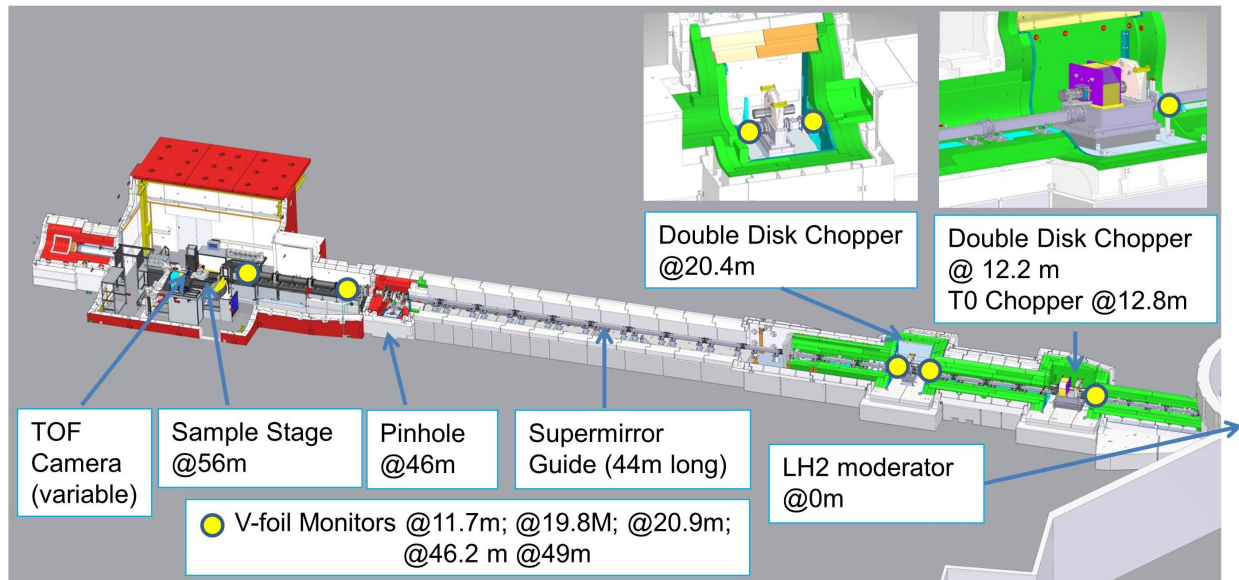 Double Disk Chopper
@20.4m
Double Disk Chopper
@ 12.2 m
T0 Chopper @12.8m
TOF
Camera
(variable)
Sample Stage
@56m
Pinhole
@46m
Supermirror
Guide (44m long)
LH2 moderator
@0m
V-foil Monitors @11.7m; @19.8M; @20.9m;
@46.2 m @49m